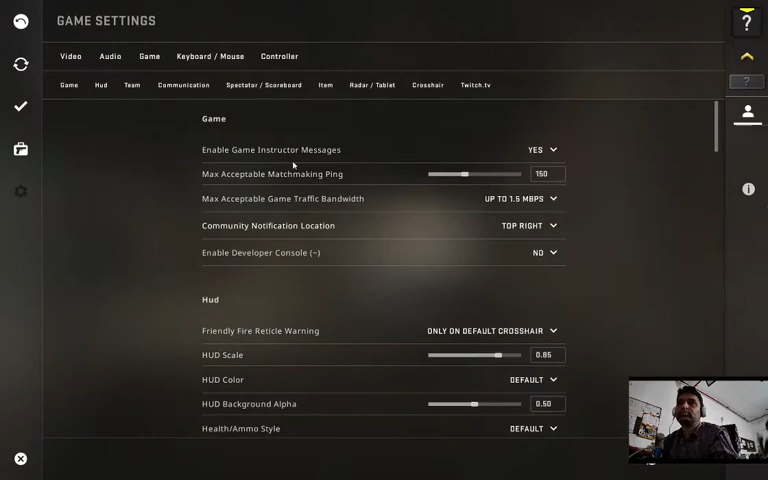 GAME SETTINGS
Video Audio Game Keyboard / Mouse Controller
Game Hud Team Communication Spectator / Scoreboard Item Radar / Tablet Crosshair Twitch.tv
Game
Enable Game Instructor Messages YES
Max Acceptable Matchmaking Ping 150
Max Acceptable Game Traffic Bandwidth UP TO 1.5 MBPS
Community Notification Location TOP RIGHT
Enable Developer Console (~) NO
Hud
Friendly Fire Reticle Warning ONLY ON DEFAULT CROSSHAIR
HUD Scale 0.85
HUD Color DEFAULT
HUD Background Alpha 0.50
Health/Ammo Style DEFAULT